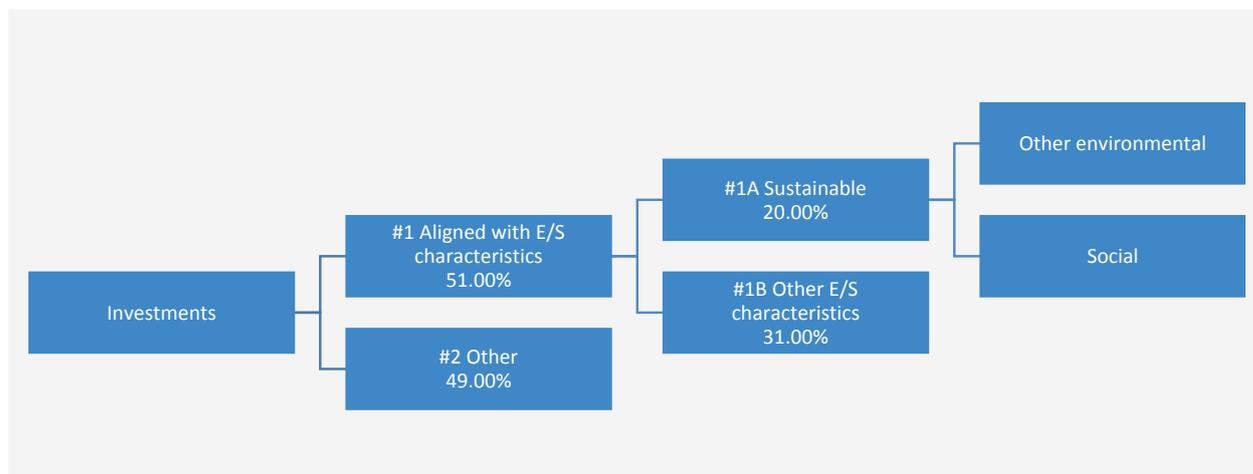 Investments
#1 Aligned with E/S
characteristics
51.00%
#2 Other
49.00%
#1A Sustainable
20.00%
#1B Other E/S
characteristics
31.00%
Other environmental
Social